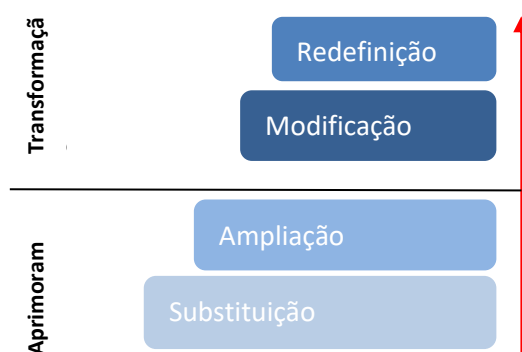 Transformaçã
Redefinição
Modificação
Aprimoram
Ampliação
Substituição